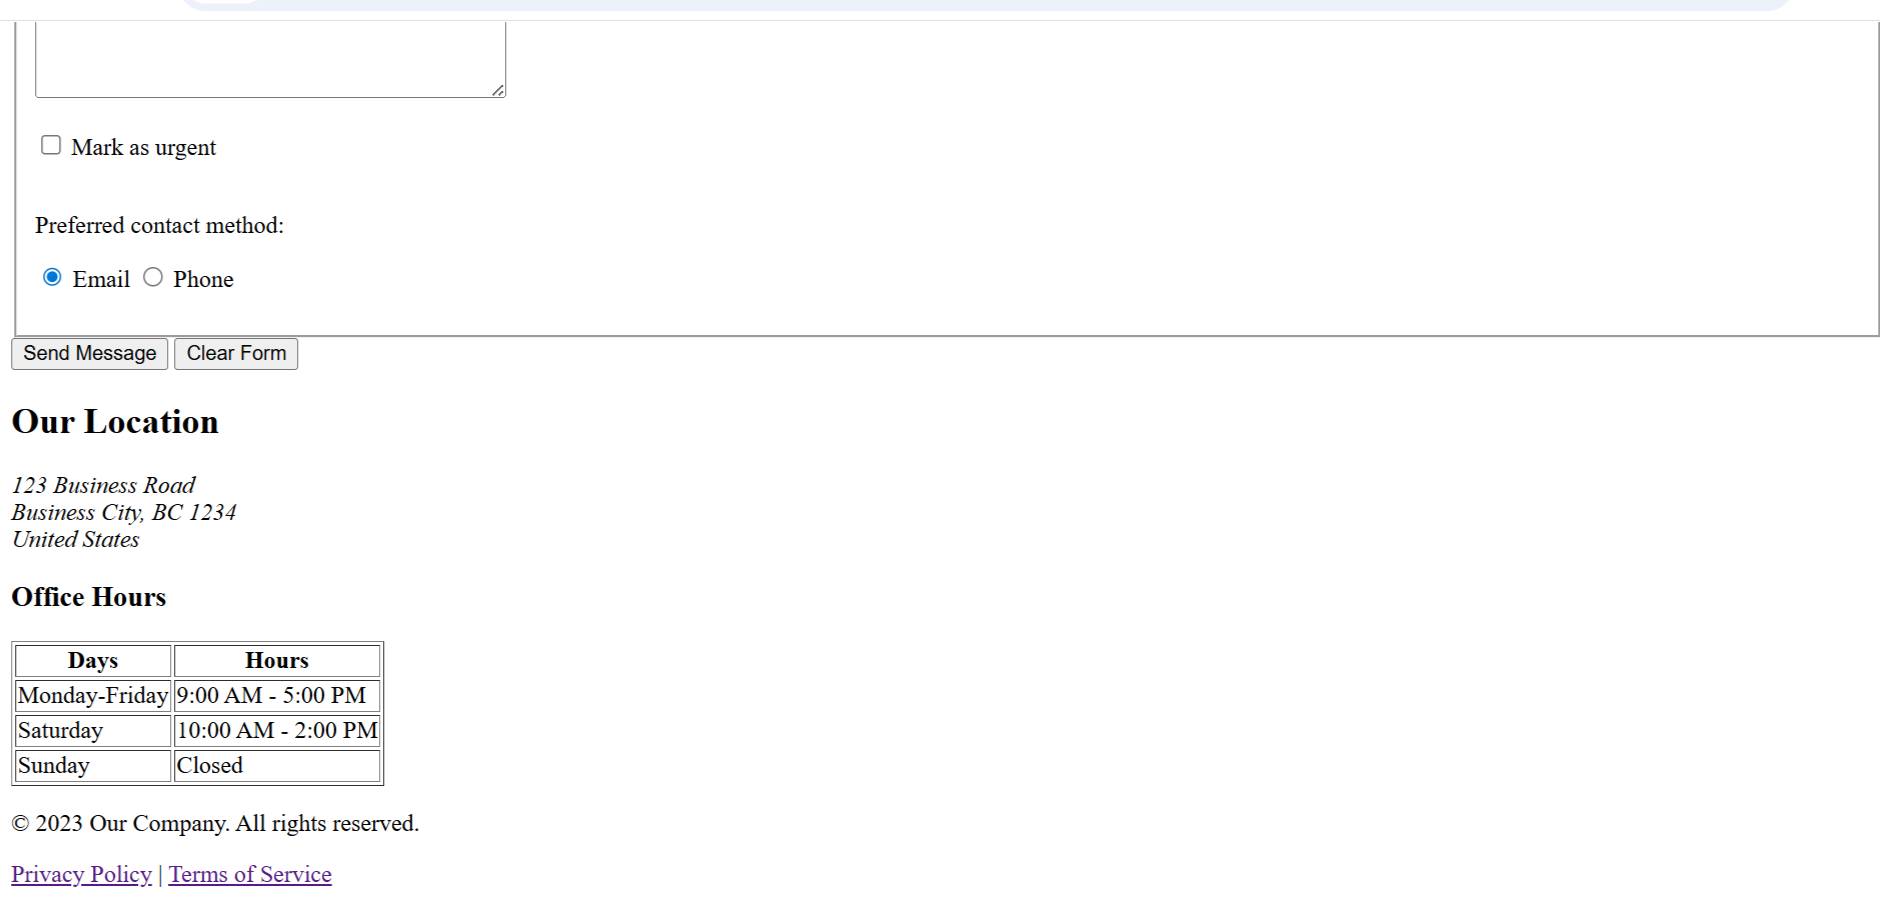 Mark as urgent
Preferred contact method:
Email Phone
Send Message Clear Form
Our Location
123 Business Road
Business City, BC 1234
United States
Office Hours
Days Hours
Monday-Friday 9:00 AM - 5:00 PM
Saturday 10:00 AM - 2:00 PM
Sunday Closed
© 2023 Our Company. All rights reserved.
Privacy Policy | Terms of Service